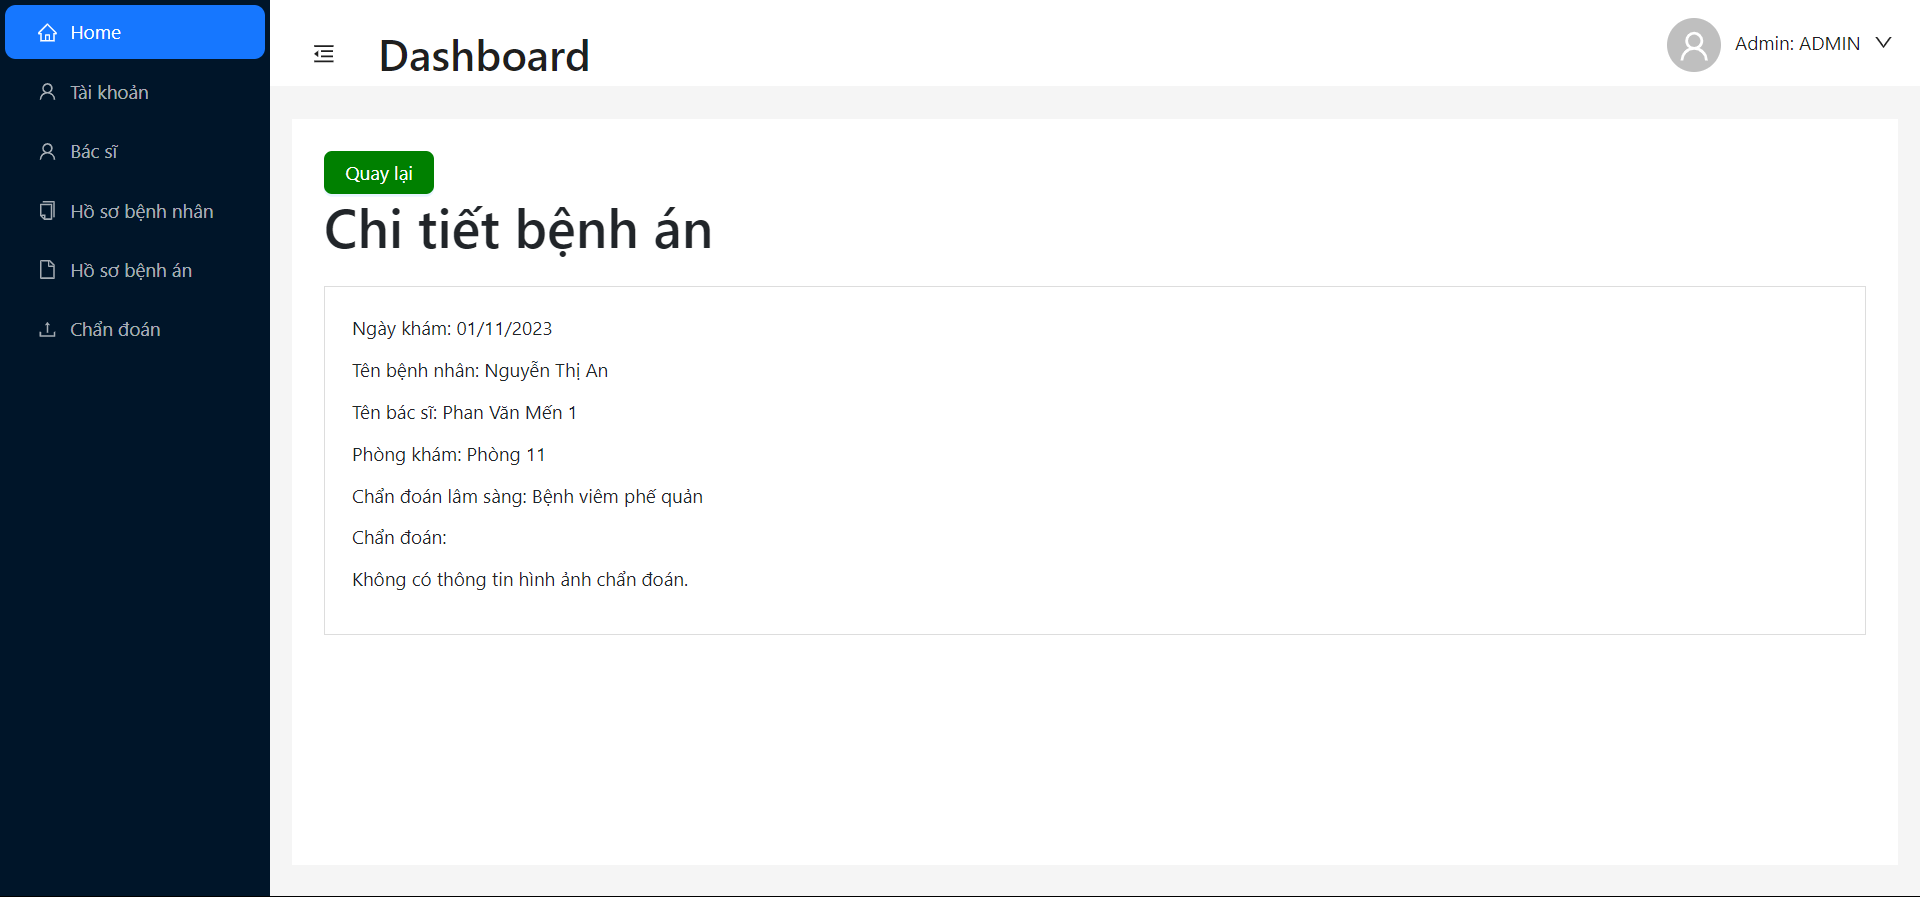 Home
Tài khoản
Bác sĩ
Hồ sơ bệnh nhân
Hồ sơ bệnh án
Chẩn đoán
Dashboard
Admin: ADMIN
Quay lại
Chi tiết bệnh án
Ngày khám: 01/11/2023
Tên bệnh nhân: Nguyễn Thị An
Tên bác sĩ: Phan Văn Mến 1
Phòng khám: Phòng 11
Chẩn đoán lâm sàng: Bệnh viêm phế quản
Chẩn đoán:
Không có thông tin hình ảnh chẩn đoán.